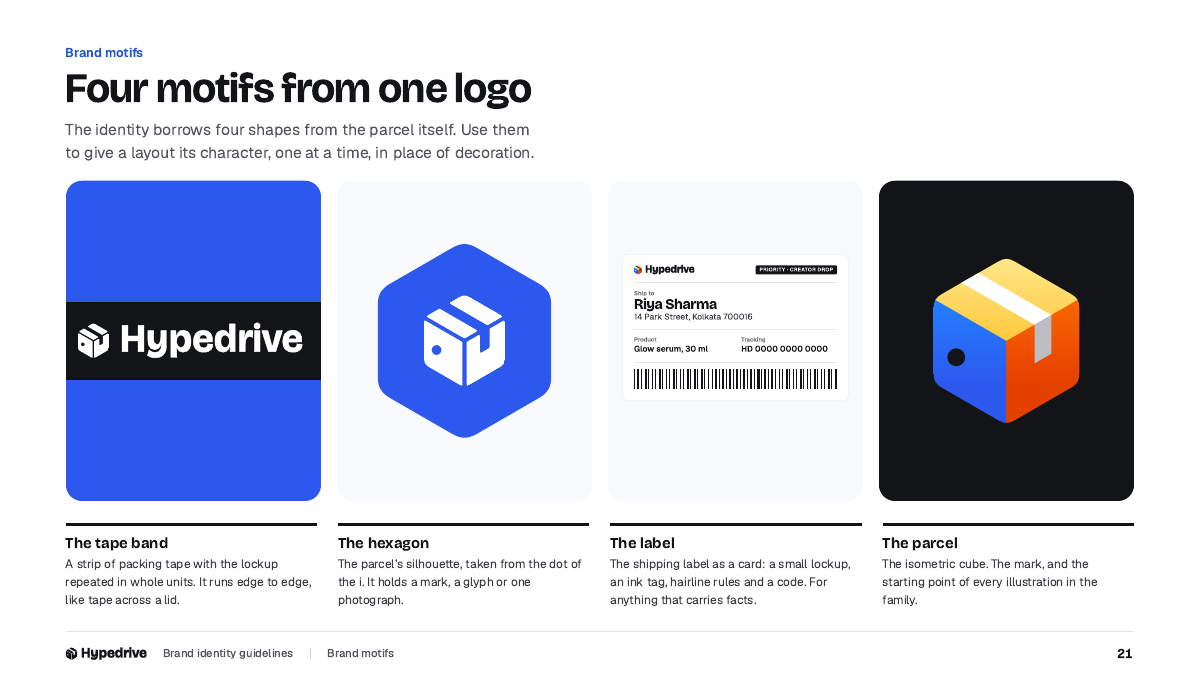 Brand motifs
Four motifs from one logo
The identity borrows four shapes from the parcel itself. Use them
to give a layout its character, one at a time, in place of decoration.
Hypedrive
Hypedrive
PRIORITY · CREATOR DROP
Ship to
Riya Sharma
14 Park Street, Kolkata 700016
Product
Glow serum, 30 ml
Tracking
HD 0000 0000 0000
The tape band
A strip of packing tape with the lockup
repeated in whole units. It runs edge to edge,
like tape across a lid.
The hexagon
The parcel's silhouette, taken from the dot of
the i. It holds a mark, a glyph or one
photograph.
The label
The shipping label as a card: a small lockup,
an ink tag, hairline rules and a code. For
anything that carries facts.
The parcel
The isometric cube. The mark, and the
starting point of every illustration in the
family.
Hypedrive
Brand identity guidelines
Brand motifs
21